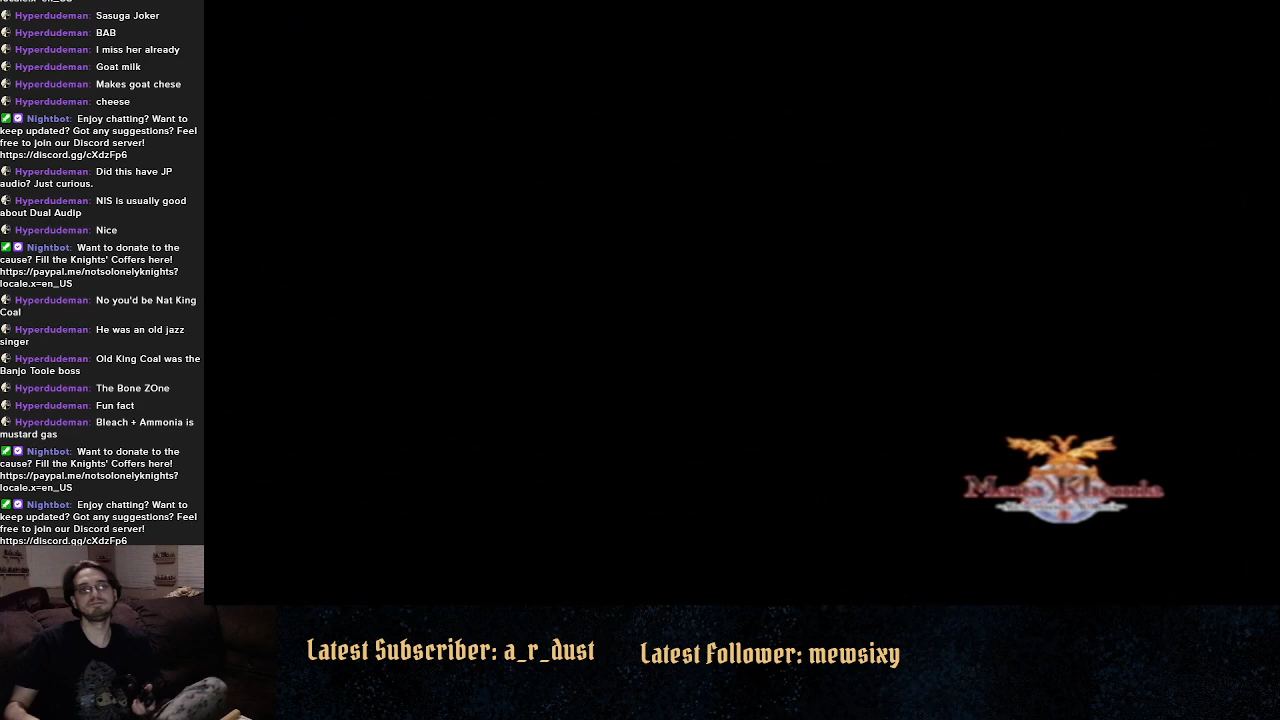 locale.x=en_US
Hyperdudeman: Sasuga Joker
Hyperdudeman: BAB
Hyperdudeman: I miss her already
Hyperdudeman: Goat milk
Hyperdudeman: Makes goat chese
Hyperdudeman: cheese
Nightbot: Enjoy chatting? Want to
keep updated? Got any suggestions? Feel
free to join our Discord server!
https://discord.gg/cXdzFp6
Hyperdudeman: Did this have JP
audio? Just curious.
Hyperdudeman: NIS is usually good
about Dual Audip
Hyperdudeman: Nice
Nightbot: Want to donate to the
cause? Fill the Knights' Coffers here!
https://paypal.me/notsolonelyknights?
locale.x=en_US
Hyperdudeman: No you'd be Nat King
Coal
Hyperdudeman: He was an old jazz
singer
Hyperdudeman: Old King Coal was the
Banjo Toole boss
Hyperdudeman: The Bone ZOne
Hyperdudeman: Fun fact
Hyperdudeman: Bleach + Ammonia is
mustard gas
Nightbot: Want to donate to the
cause? Fill the Knights' Coffers here!
https://paypal.me/notsolonelyknights?
locale.x=en_US
Nightbot: Enjoy chatting? Want to
keep updated? Got any suggestions? Feel
free to join our Discord server!
https://discord.gg/cXdzFp6
Mana Khemia
Latest Subscriber: a_r_dust
Latest Follower: mewsixy